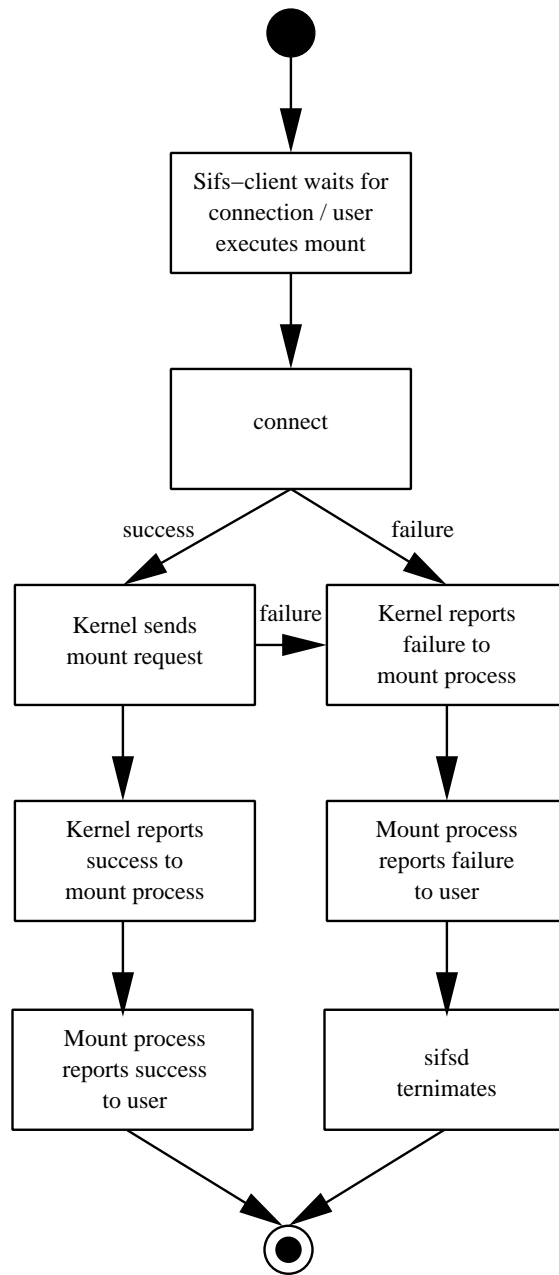 Sifs−client waits for
connection / user
executes mount
connect
success
failure
Kernel sends
mount request
failure
Kernel reports
failure to
mount process
Kernel reports
success to
mount process
Mount process
reports failure
to user
Mount process
reports success
to user
sifsd
ternimates